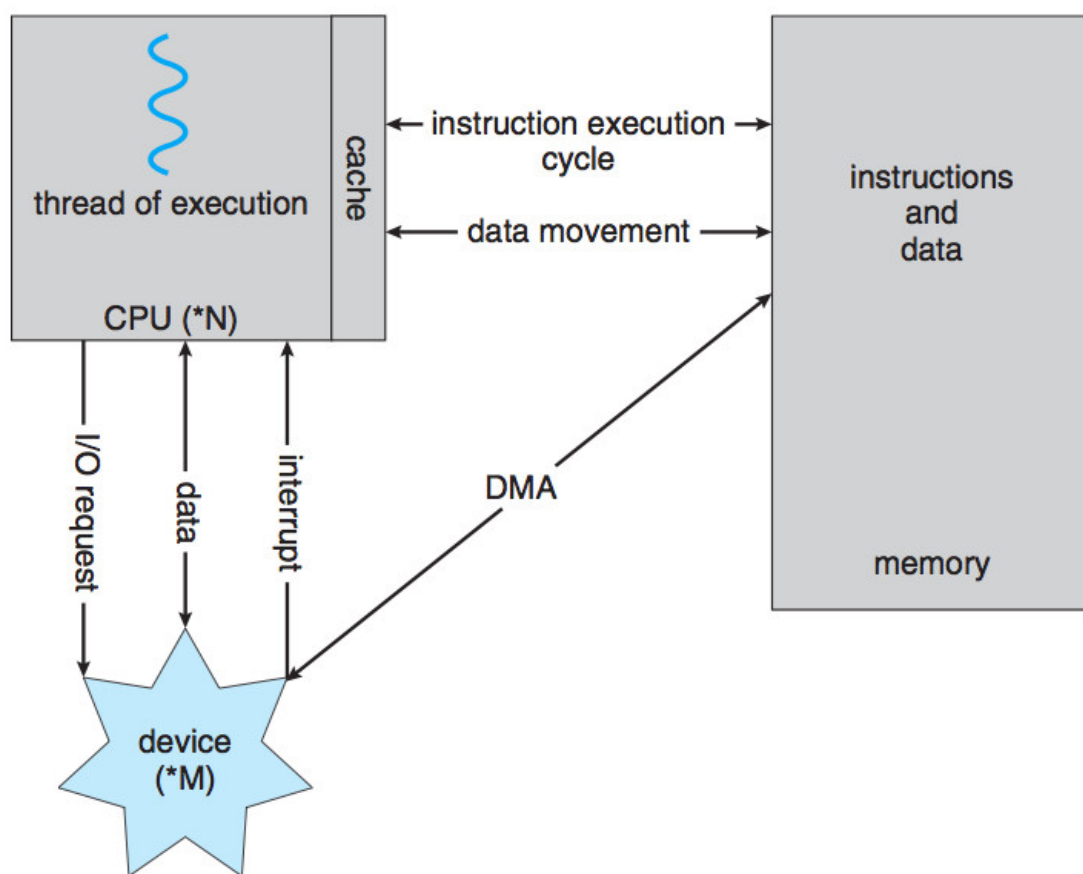 thread of execution
cache
CPU (*N)
instruction execution
cycle
data movement
instructions
and
data
memory
I/O request
data
interrupt
DMA
device
(*M)